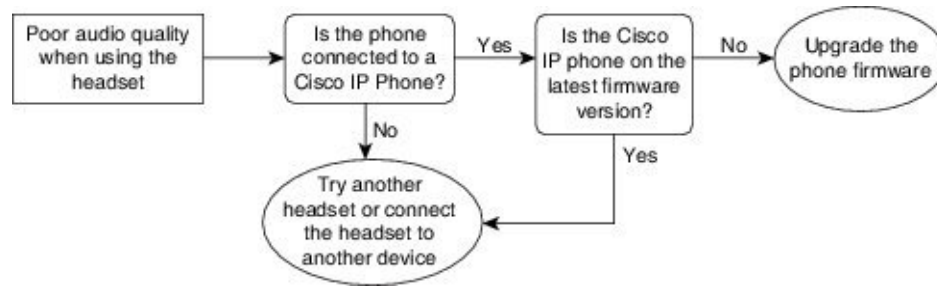 Poor audio quality
when using the
headset
Is the phone
connected to a
Cisco IP Phone?
Yes
Is the Cisco
IP phone on the
latest firmware
version?
No
Upgrade the
phone firmware
No
Yes
Try another
headset or connect
the headset to
another device